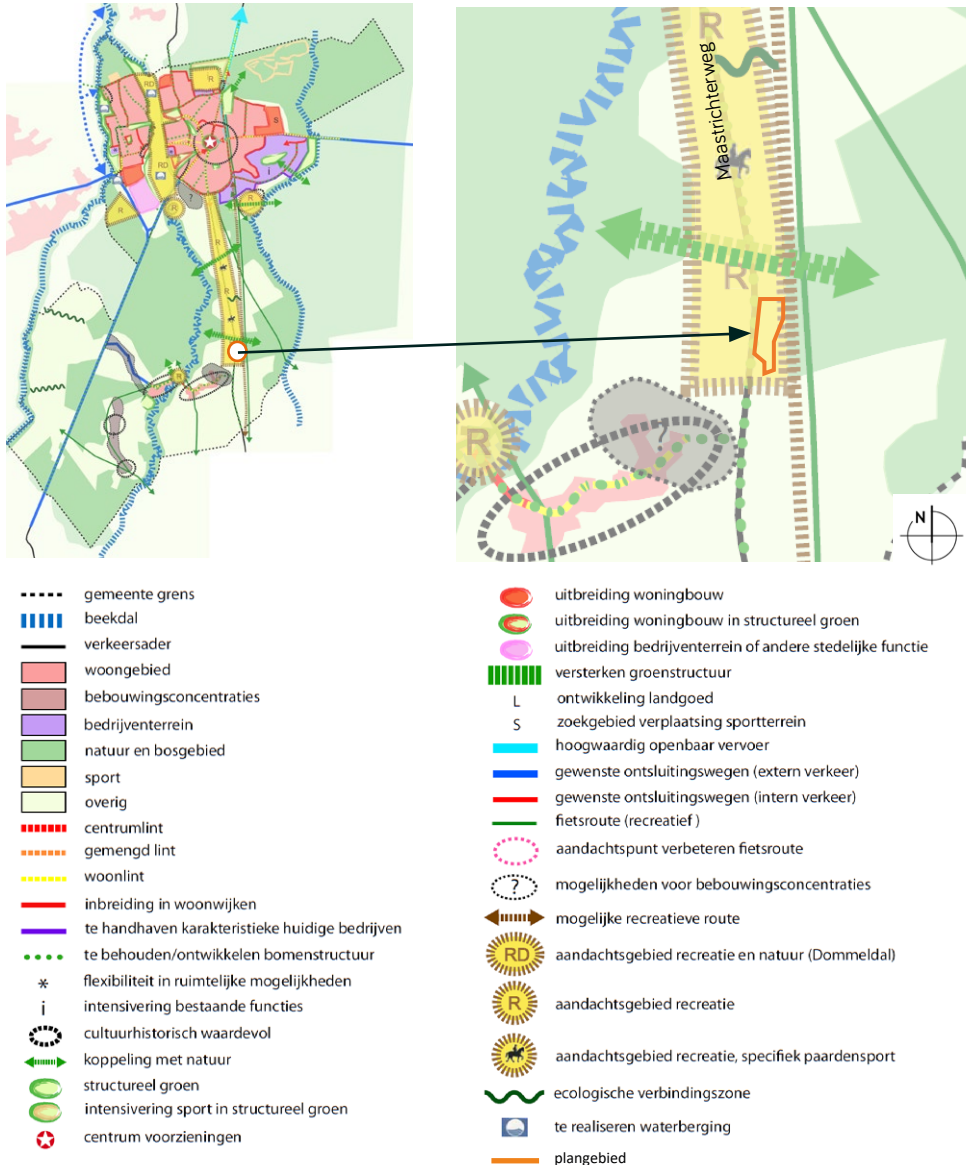 R
RD
S
i
RD
R
?
R
R
R
R
R
R
Maastrichterweg
R
R
?
N
gemeente grens
beekdal
verkeersader
woongebied
bebouwingsconcentraties
bedrijventerrein
natuur en bosgebied
sport
overig
centrumlint
gemengd lint
woonlint
inbreiding in woonwijken
te handhaven karakteristieke huidige bedrijven
te behouden/ontwikkelen bomenstructuur
* flexibiliteit in ruimtelijke mogelijkheden
i intensivering bestaande functies
cultuurhistorisch waardevol
koppeling met natuur
structureel groen
intensivering sport in structureel groen
centrum voorzieningen
uitbreiding woningbouw
uitbreiding woningbouw in structureel groen
uitbreiding bedrijventerrein of andere stedelijke functie
versterken groenstructuur
L ontwikkeling landgoed
S zoekgebied verplaatsing sportterrein
hoogwaardig openbaar vervoer
gewenste ontsluitingswegen (extern verkeer)
gewenste ontsluitingswegen (intern verkeer)
fietsroute (recreatief )
aandachtspunt verbeteren fietsroute
? mogelijkheden voor bebouwingsconcentraties
mogelijke recreatieve route
RD aandachtsgebied recreatie en natuur (Dommeldal)
R aandachtsgebied recreatie
aandachtsgebied recreatie, specifiek paardensport
ecologische verbindingszone
te realiseren waterberging
plangebied